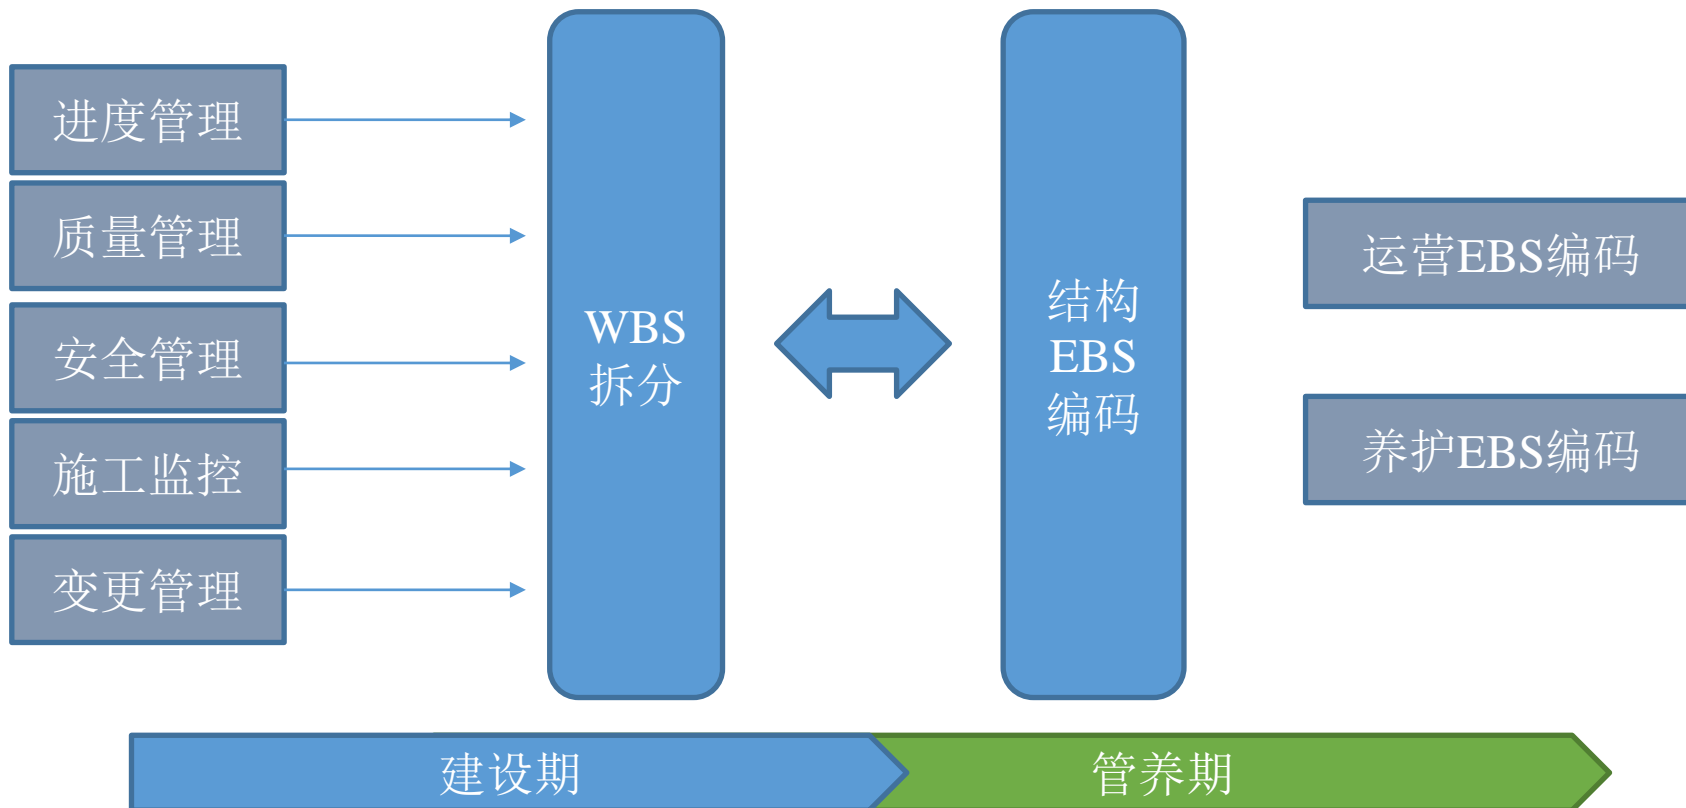 进度管理
质量管理
安全管理
施工监控
变更管理
WBS
拆分
结构
EBS
编码
运营EBS编码
养护EBS编码
建设期
管养期